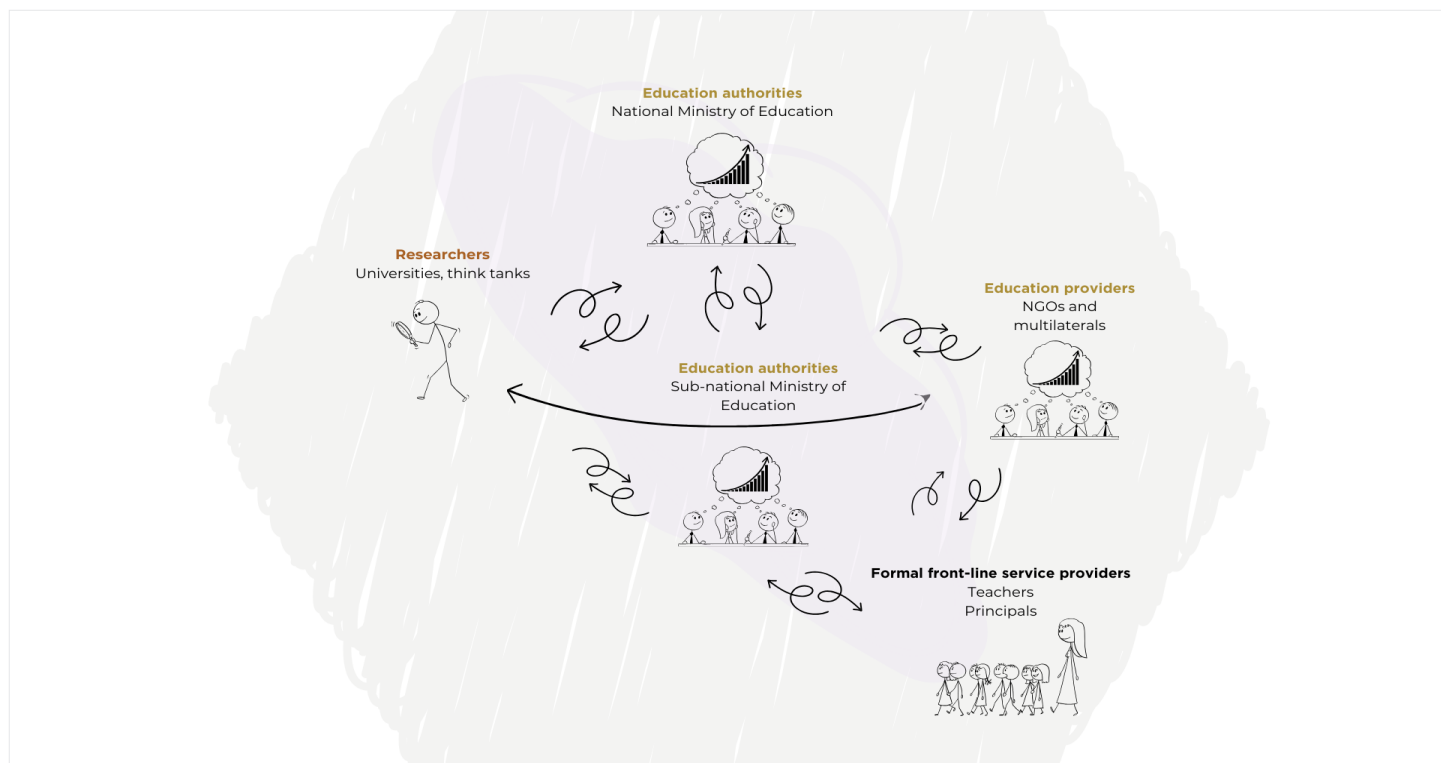 Education authorities
National Ministry of Education
Researchers
Universities, think tanks
Education providers
NGOs and
multilaterals
Education authorities
Sub-national Ministry of
Education
Formal front-line service providers
Teachers
Principals